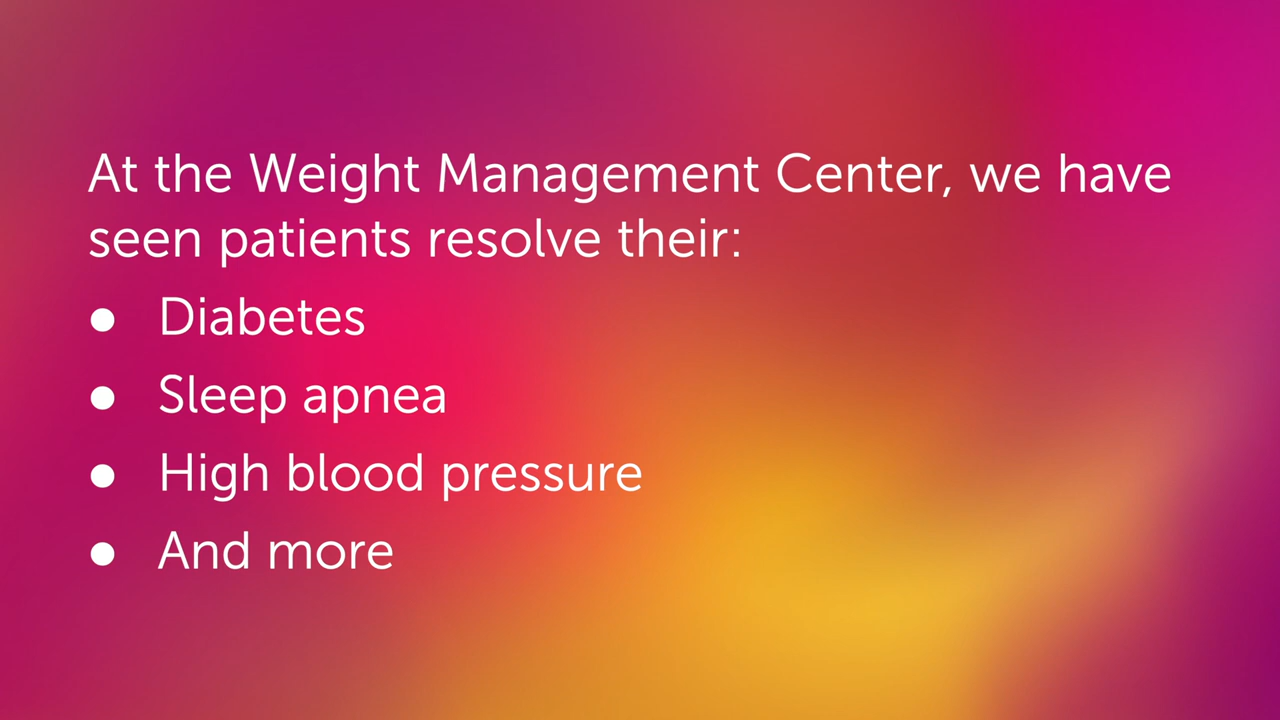 At the Weight Management Center, we have
seen patients resolve their:
● Diabetes
● Sleep apnea
● High blood pressure
● And more